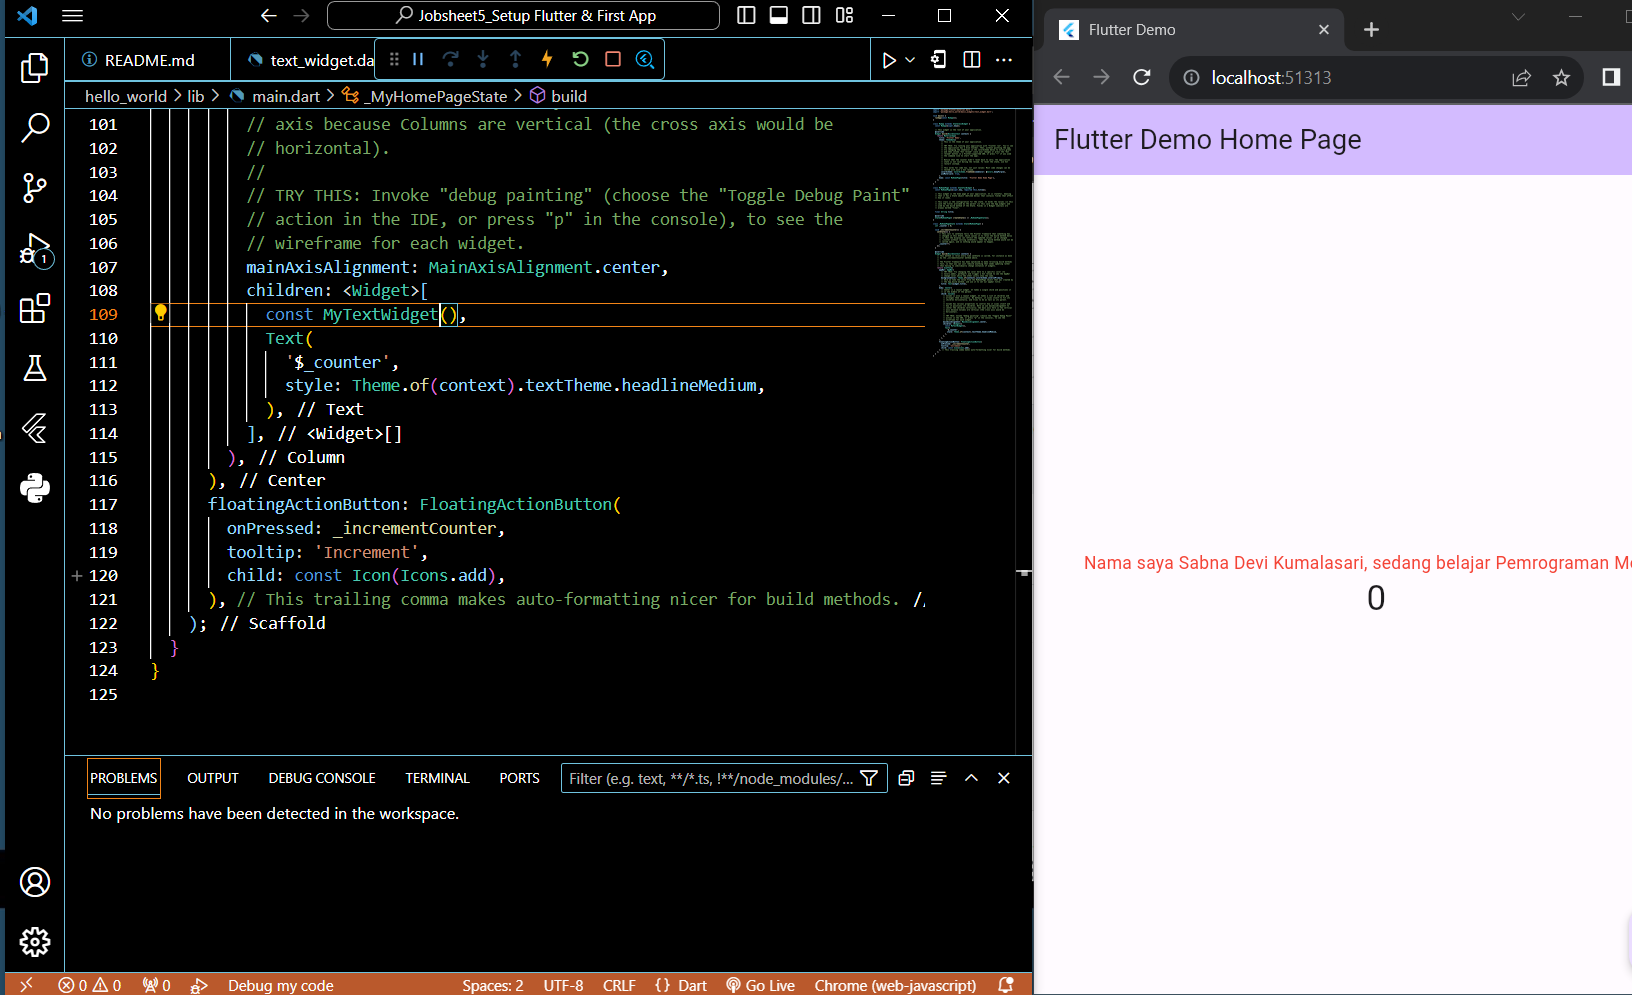 Jobsheet5_Setup Flutter & First App
README.md
text_widget.da
hello_world > lib > main.dart > _MyHomePageState > build
101 // axis because Columns are vertical (the cross axis would be
102 // horizontal).
103 //
104 // TRY THIS: Invoke "debug painting" (choose the "Toggle Debug Paint"
105 // action in the IDE, or press "p" in the console), to see the
106 // wireframe for each widget.
107 mainAxisAlignment: MainAxisAlignment.center,
108 children: <Widget>[
109 const MyTextWidget(),
110 Text(
111 '$_counter',
112 style: Theme.of(context).textTheme.headlineMedium,
113 ), // Text
114 ], // <Widget>[]
115 ), // Column
116 ), // Center
117 floatingActionButton: FloatingActionButton(
118 onPressed: _incrementCounter,
119 tooltip: 'Increment',
120 child: const Icon(Icons.add),
121 ), // This trailing comma makes auto-formatting nicer for build methods. //
122 ); // Scaffold
123 }
124 }
125
1
PROBLEMS OUTPUT DEBUG CONSOLE TERMINAL PORTS Filter (e.g. text, **/*.ts, !**/node_modules/...
No problems have been detected in the workspace.
0 0 0 Debug my code Spaces: 2 UTF-8 CRLF {} Dart Go Live Chrome (web-javascript)
Flutter Demo
localhost:51313
Flutter Demo Home Page
Nama saya Sabna Devi Kumalasari, sedang belajar Pemrograman M
0